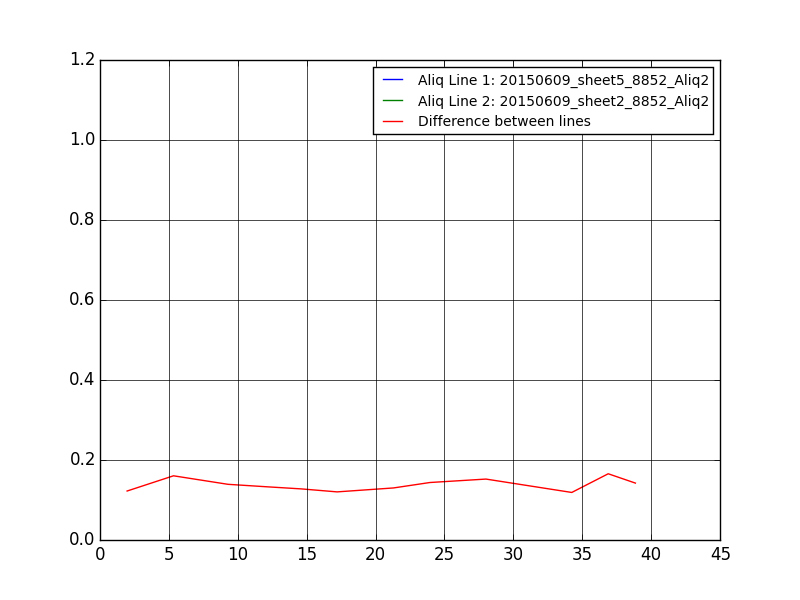 1.2
1.0
0.8
0.6
0.4
0.2
0.0
0 5 10 15 20 25 30 35 40 45
Aliq Line 1: 20150609_sheet5_8852_Aliq2
Aliq Line 2: 20150609_sheet2_8852_Aliq2
Difference between lines